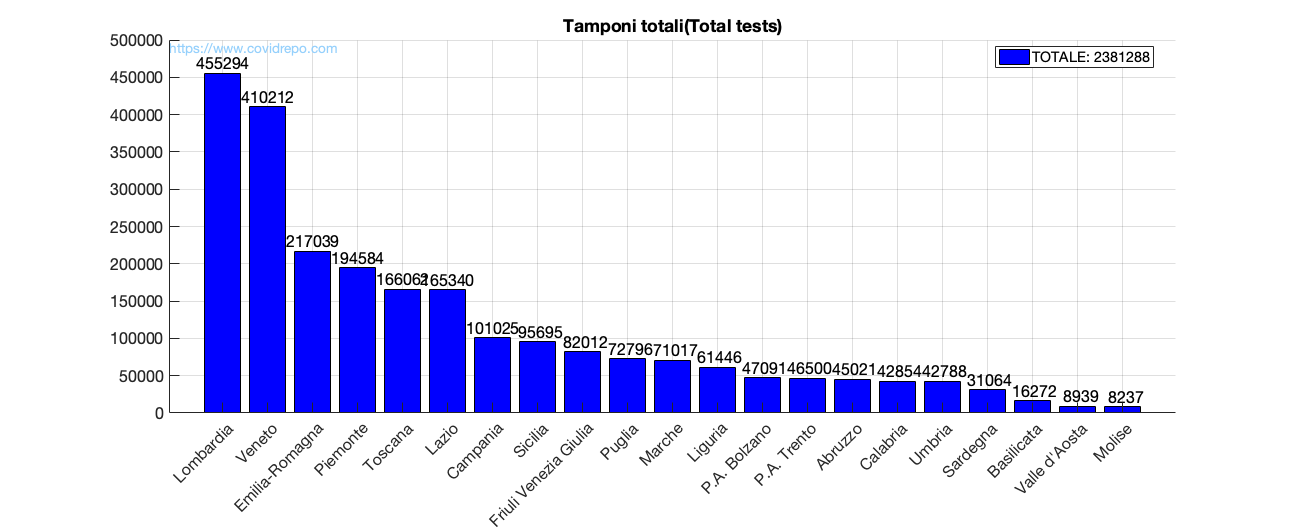 Tamponi totali(Total tests)
https://www.covidrepo.com
TOTALE: 2381288
500000
450000
400000
350000
300000
250000
200000
150000
100000
50000
0
455294
410212
217039
194584
166062
165340
101025
95695
82012
72796
71017
61446
47091
46500
45021
42854
42788
31064
16272
8939
8237
Lombardia
Veneto
Emilia-Romagna
Piemonte
Toscana
Lazio
Campania
Sicilia
Friuli Venezia Giulia
Puglia
Marche
Liguria
P.A. Bolzano
P.A. Trento
Abruzzo
Calabria
Umbria
Sardegna
Basilicata
Valle d'Aosta
Molise